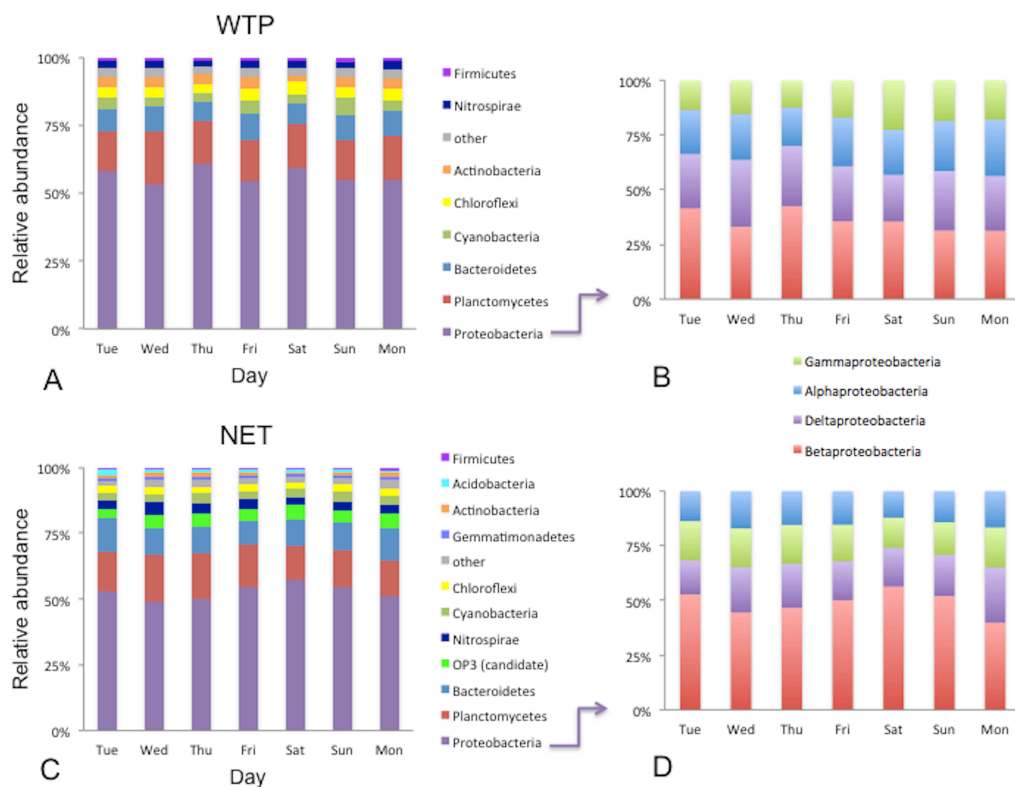 WTP
100%
75%
50%
25%
0%
Relative abundance
Tue Wed Thu Fri Sat Sun Mon
Day
A
Firmicutes
Nitrospirae
other
Actinobacteria
Chloroflexi
Cyanobacteria
Bacteroidetes
Planctomycetes
Proteobacteria
100%
75%
50%
25%
0%
Tue Wed Thu Fri Sat Sun Mon
B
Gammaproteobacteria
Alphaproteobacteria
Deltaproteobacteria
Betaproteobacteria
NET
100%
75%
50%
25%
0%
Relative abundance
Tue Wed Thu Fri Sat Sun Mon
Day
C
Firmicutes
Acidobacteria
Actinobacteria
Gemmatimonadetes
other
Chloroflexi
Cyanobacteria
Nitrospirae
OP3 (candidate)
Bacteroidetes
Planctomycetes
Proteobacteria
100%
75%
50%
25%
0%
Tue Wed Thu Fri Sat Sun Mon
D